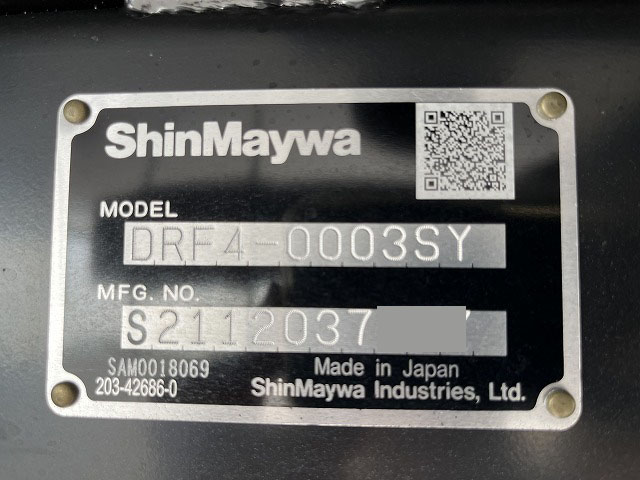 ShinMaywa
MODEL
DRF4-0003SY
MFG. NO.
S2112037
SAM0018069
Made in Japan
203-42686-0
ShinMaywa Industries, Ltd.